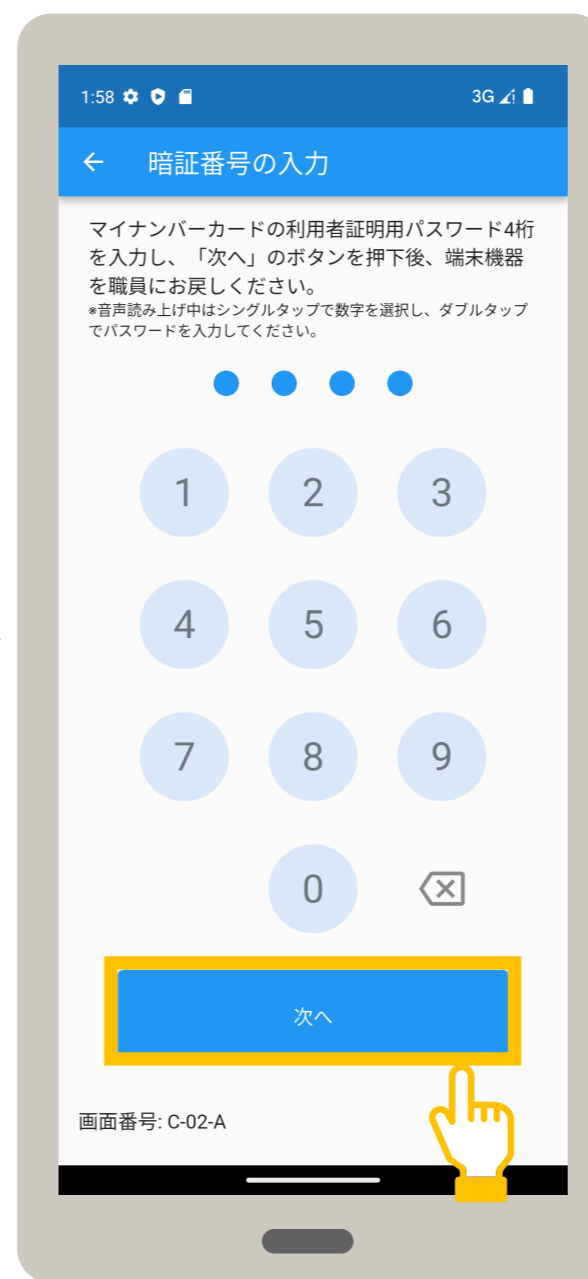 1:58
3G
暗証番号の入力
マイナンバーカードの利用者証明用パスワード4桁
を入力し、「次へ」のボタンを押下後、端末機器
を職員にお戻しください。
*音声読み上げ中はシングルタップで数字を選択し、ダブルタップ
でパスワードを入力してください。
1 2 3
4 5 6
7 8 9
0
次へ
画面番号: C-02-A